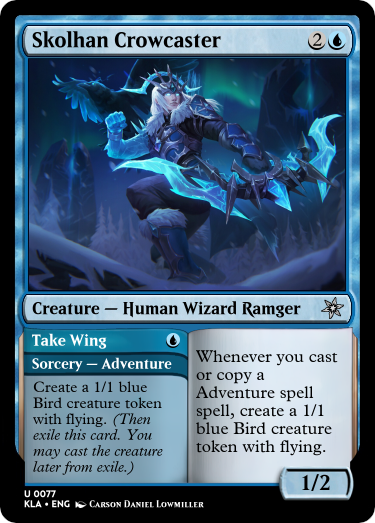 Skolhan Crowcaster 2
Creature — Human Wizard Ramger
Take Wing
Sorcery — Adventure
Create a 1/1 blue
Bird creature token
with flying. (Then
exile this card. You
may cast the creature
later from exile.)
Whenever you cast
or copy a
Adventure spell
spell, create a 1/1
blue Bird creature
token with flying.
1/2
U 0077
KLA • ENG Carson Daniel Lowmiller